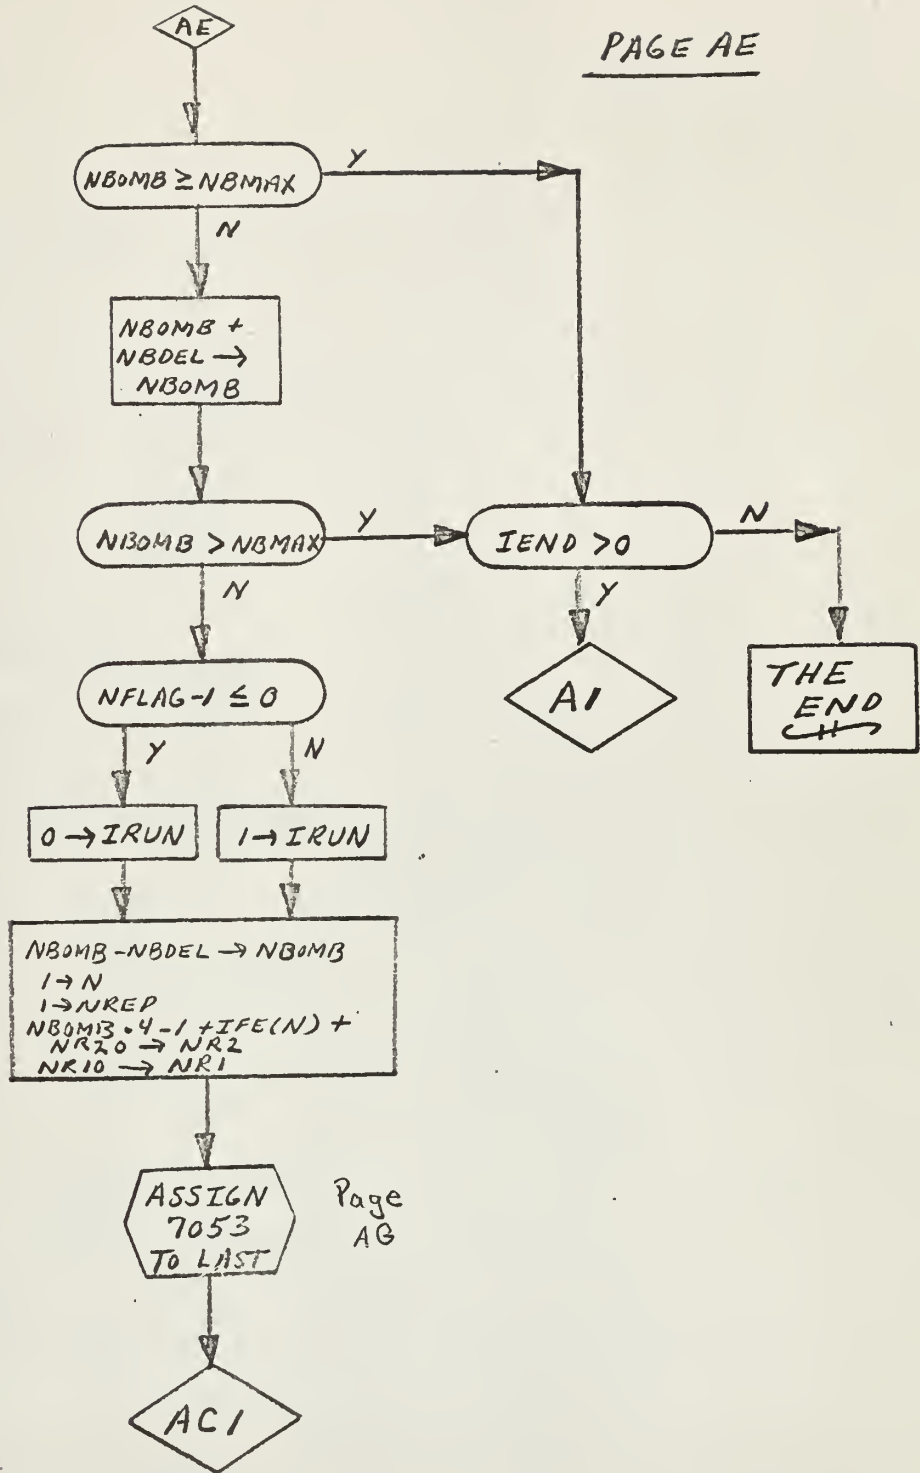 AE
PAGE AE
NBOMB ≥ NBMAX
Y
N
NBOMB +
NBDEL →
NBOMB
NBOMB > NBMAX
Y
IEND > 0
N
N
Y
NFLAG-1 ≤ 0
A1
THE
END
Y
N
0 → IRUN
1 → IRUN
NBOMB - NBDEL → NBOMB
1 → N
1 → NREP
NBOMB • 4 - 1 + IFE(N) +
NR20 → NR2
NR10 → NR1
ASSIGN
7053
TO LAST
Page
AG
AC1